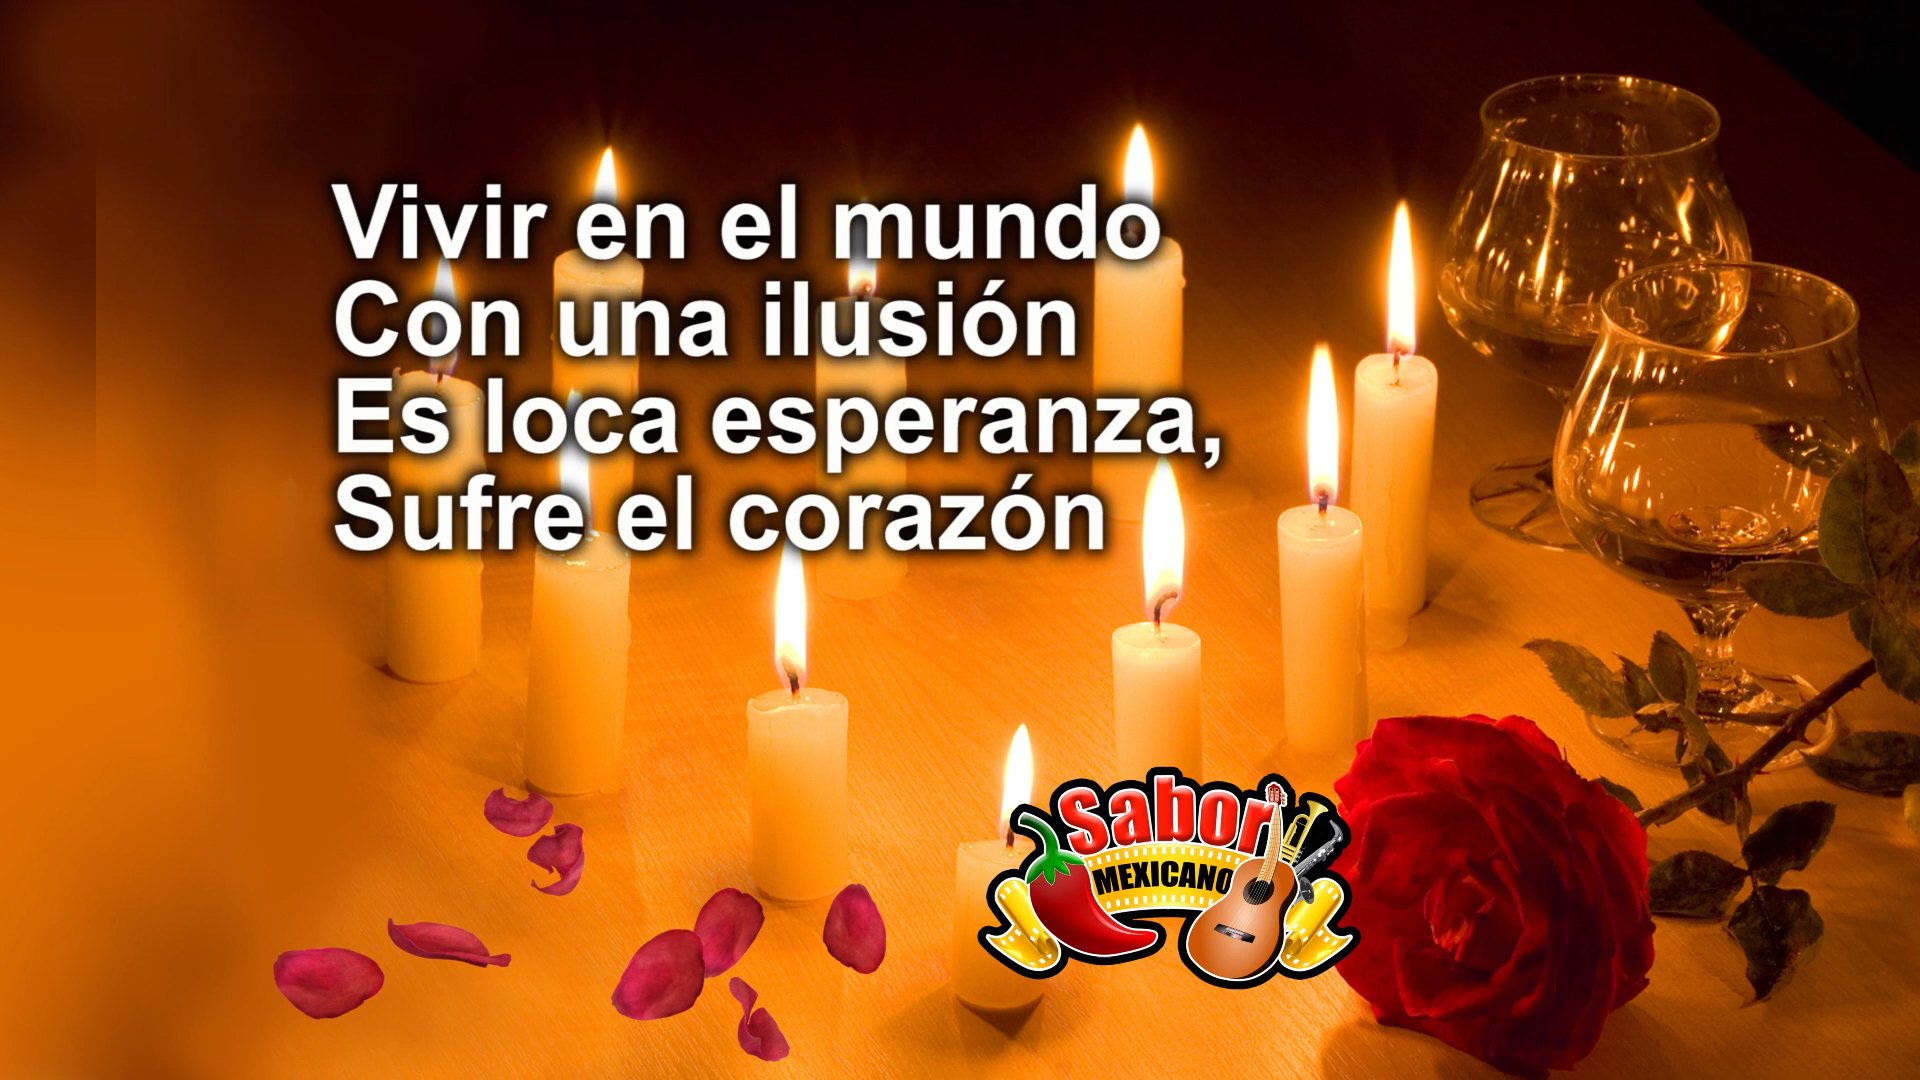 Vivir en el mundo
Con una ilusión
Es loca esperanza,
Sufre el corazón
Sabor
MEXICANO